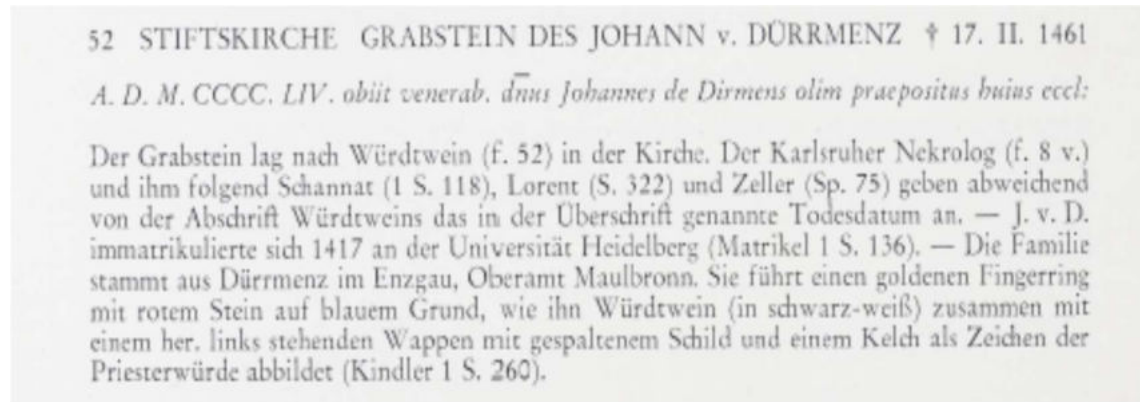 52 STIFTSKIRCHE GRABSTEIN DES JOHANN v. DÜRRMENZ † 17. II. 1461
A. D. M. CCCC. LIV. obiit venerab. dn̄us Johannes de Dirmens olim praepositus huius eccl:
Der Grabstein lag nach Würdtwein (f. 52) in der Kirche. Der Karlsruher Nekrolog (f. 8 v.)
und ihm folgend Schannat (1 S. 118), Lorent (S. 322) und Zeller (Sp. 75) geben abweichend
von der Abschrift Würdtweins das in der Überschrift genannte Todesdatum an. — J. v. D.
immatrikulierte sich 1417 an der Universität Heidelberg (Matrikel 1 S. 136). — Die Familie
stammt aus Dürrmenz im Enzgau, Oberamt Maulbronn. Sie führt einen goldenen Fingerring
mit rotem Stein auf blauem Grund, wie ihn Würdtwein (in schwarz-weiß) zusammen mit
einem her. links stehenden Wappen mit gespaltenem Schild und einem Kelch als Zeichen der
Priesterwürde abbildet (Kindler 1 S. 260).